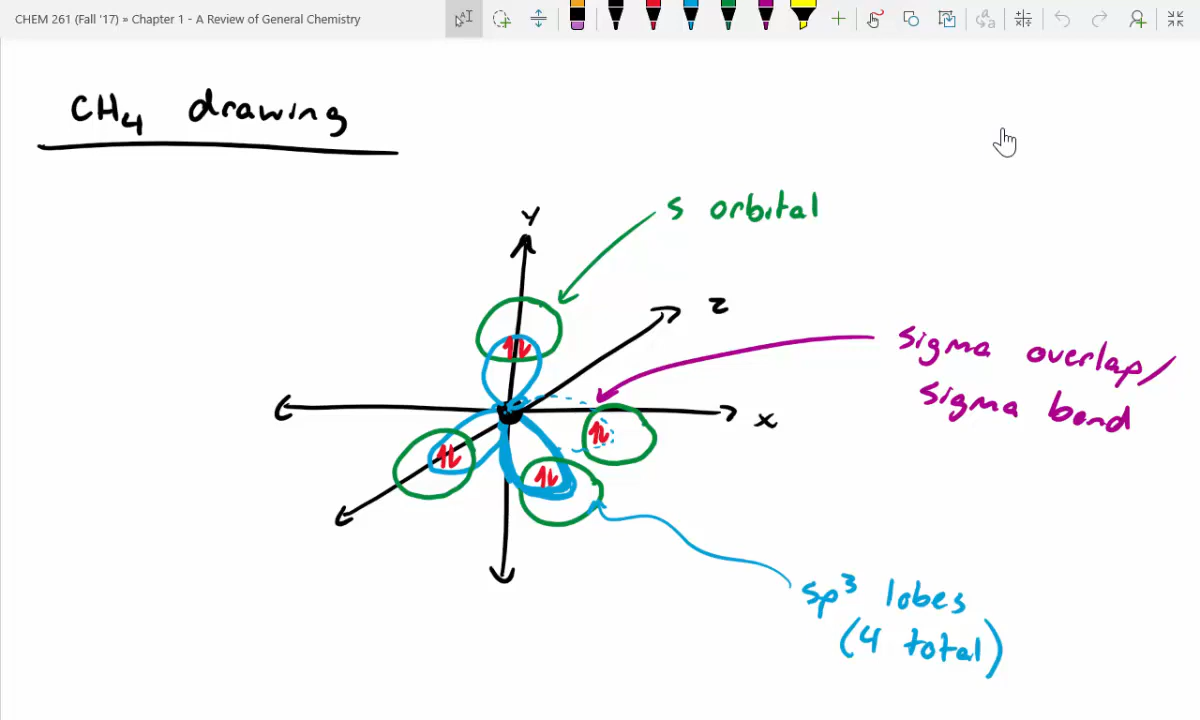 CHEM 261 (Fall '17) » Chapter 1 - A Review of General Chemistry
CH4 drawing
s orbital
Y
z
sigma overlap/
sigma bond
x
sp³ lobes
(4 total)